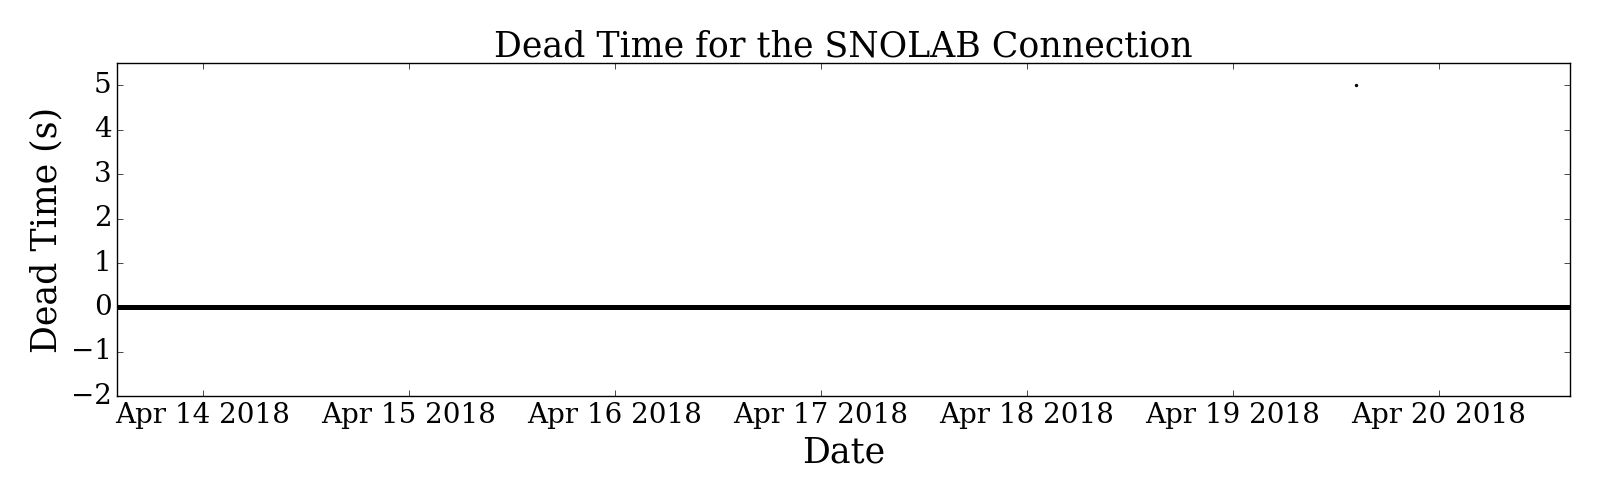 Dead Time for the SNOLAB Connection
Dead Time (s)
5
4
3
2
1
0
−1
−2
Apr 14 2018 Apr 15 2018 Apr 16 2018 Apr 17 2018 Apr 18 2018 Apr 19 2018 Apr 20 2018
Date